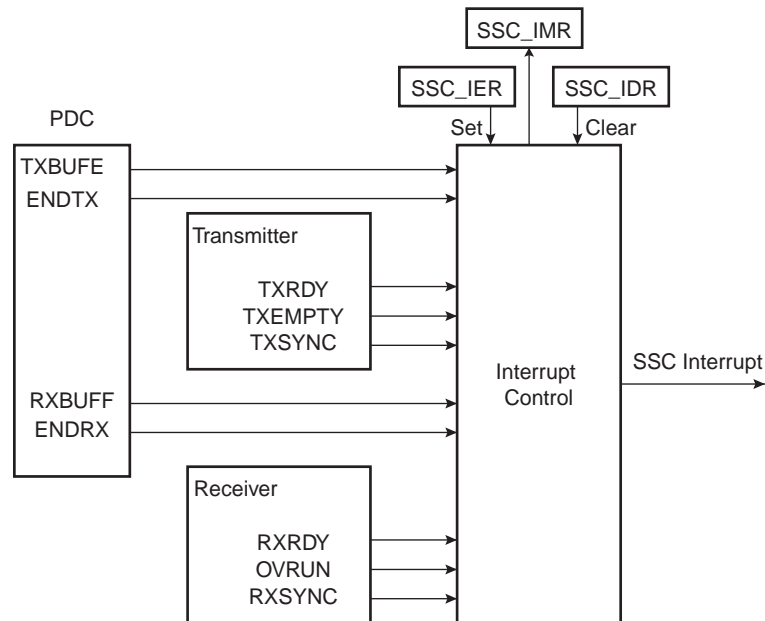 SSC_IMR
SSC_IER
SSC_IDR
Set
Clear
PDC
TXBUFE
ENDTX
Transmitter
TXRDY
TXEMPTY
TXSYNC
RXBUFF
ENDRX
Interrupt
Control
SSC Interrupt
Receiver
RXRDY
OVRUN
RXSYNC